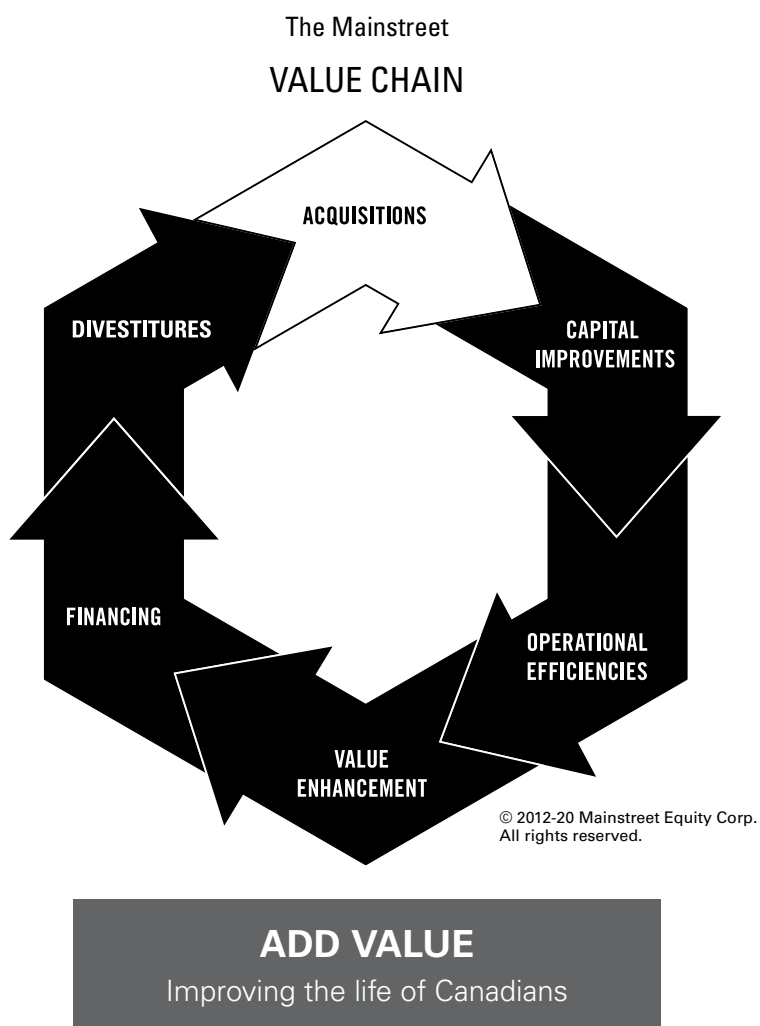 The Mainstreet
VALUE CHAIN
ACQUISITIONS
CAPITAL
IMPROVEMENTS
OPERATIONAL
EFFICIENCIES
VALUE
ENHANCEMENT
FINANCING
DIVESTITURES
© 2012-20 Mainstreet Equity Corp.
All rights reserved.
ADD VALUE
Improving the life of Canadians